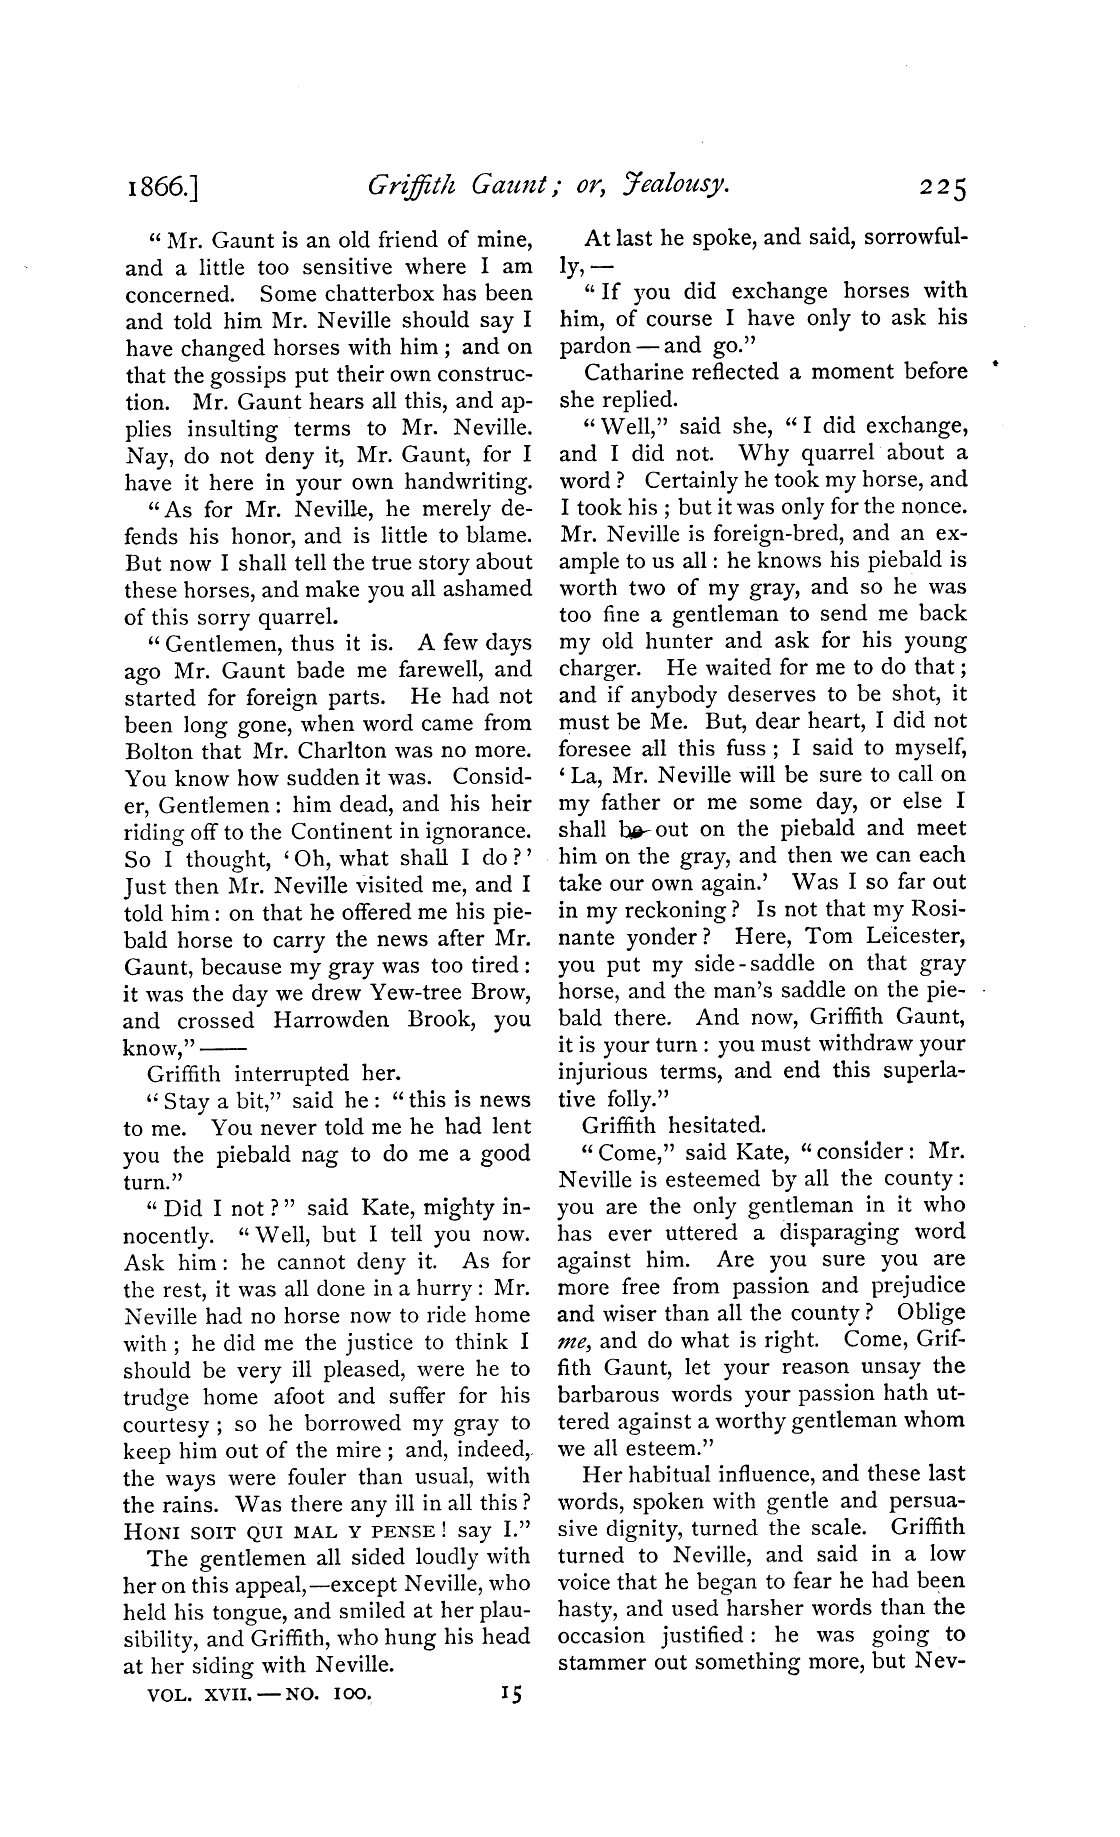 1866.] Griffith Gaunt; or, Jealousy. 225
“Mr. Gaunt is an old friend of mine,
and a little too sensitive where I am
concerned. Some chatterbox has been
and told him Mr. Neville should say I
have changed horses with him; and on
that the gossips put their own construc-
tion. Mr. Gaunt hears all this, and ap-
plies insulting terms to Mr. Neville.
Nay, do not deny it, Mr. Gaunt, for I
have it here in your own handwriting.
“As for Mr. Neville, he merely de-
fends his honor, and is little to blame.
But now I shall tell the true story about
these horses, and make you all ashamed
of this sorry quarrel.
“Gentlemen, thus it is. A few days
ago Mr. Gaunt bade me farewell, and
started for foreign parts. He had not
been long gone, when word came from
Bolton that Mr. Charlton was no more.
You know how sudden it was. Consid-
er, Gentlemen: him dead, and his heir
riding off to the Continent in ignorance.
So I thought, ‘Oh, what shall I do?’
Just then Mr. Neville visited me, and I
told him: on that he offered me his pie-
bald horse to carry the news after Mr.
Gaunt, because my gray was too tired:
it was the day we drew Yew-tree Brow,
and crossed Harrowden Brook, you
know,” ——
Griffith interrupted her.
“Stay a bit,” said he: “this is news
to me. You never told me he had lent
you the piebald nag to do me a good
turn.”
“Did I not?” said Kate, mighty in-
nocently. “Well, but I tell you now.
Ask him: he cannot deny it. As for
the rest, it was all done in a hurry: Mr.
Neville had no horse now to ride home
with; he did me the justice to think I
should be very ill pleased, were he to
trudge home afoot and suffer for his
courtesy; so he borrowed my gray to
keep him out of the mire; and, indeed,
the ways were fouler than usual, with
the rains. Was there any ill in all this?
HONI SOIT QUI MAL Y PENSE! say I.”
The gentlemen all sided loudly with
her on this appeal,—except Neville, who
held his tongue, and smiled at her plau-
sibility, and Griffith, who hung his head
at her siding with Neville.
VOL. XVII. — NO. 100. 15
At last he spoke, and said, sorrowful-
ly, —
“If you did exchange horses with
him, of course I have only to ask his
pardon — and go.”
Catharine reflected a moment before
she replied.
“Well,” said she, “I did exchange,
and I did not. Why quarrel about a
word? Certainly he took my horse, and
I took his; but it was only for the nonce.
Mr. Neville is foreign-bred, and an ex-
ample to us all: he knows his piebald is
worth two of my gray, and so he was
too fine a gentleman to send me back
my old hunter and ask for his young
charger. He waited for me to do that;
and if anybody deserves to be shot, it
must be Me. But, dear heart, I did not
foresee all this fuss; I said to myself,
‘La, Mr. Neville will be sure to call on
my father or me some day, or else I
shall be out on the piebald and meet
him on the gray, and then we can each
take our own again.’ Was I so far out
in my reckoning? Is not that my Rosi-
nante yonder? Here, Tom Leicester,
you put my side-saddle on that gray
horse, and the man’s saddle on the pie-
bald there. And now, Griffith Gaunt,
it is your turn: you must withdraw your
injurious terms, and end this superla-
tive folly.”
Griffith hesitated.
“Come,” said Kate, “consider: Mr.
Neville is esteemed by all the county:
you are the only gentleman in it who
has ever uttered a disparaging word
against him. Are you sure you are
more free from passion and prejudice
and wiser than all the county? Oblige
me, and do what is right. Come, Grif-
fith Gaunt, let your reason unsay the
barbarous words your passion hath ut-
tered against a worthy gentleman whom
we all esteem.”
Her habitual influence, and these last
words, spoken with gentle and persua-
sive dignity, turned the scale. Griffith
turned to Neville, and said in a low
voice that he began to fear he had been
hasty, and used harsher words than the
occasion justified: he was going to
stammer out something more, but Nev-